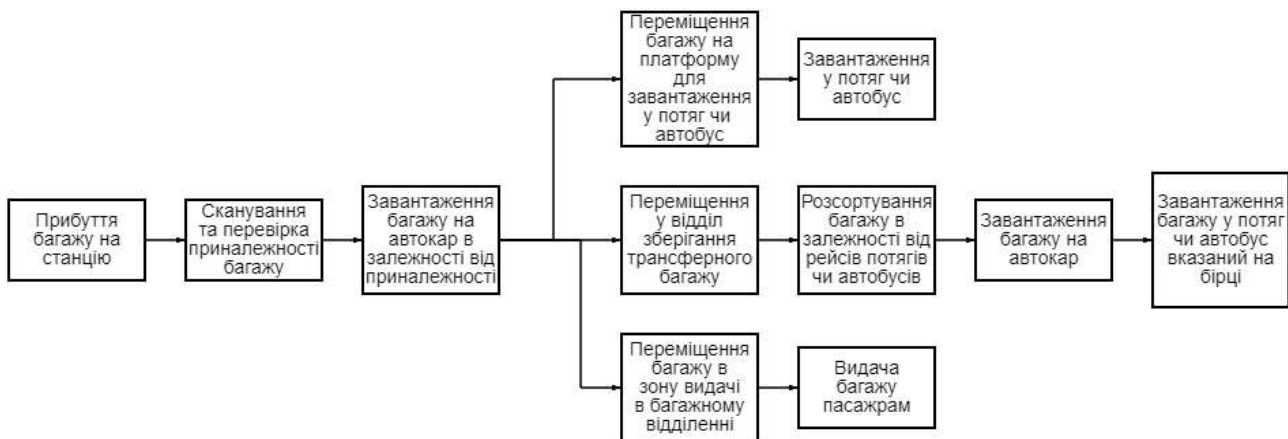 Прибуття
багажу на
станцію
Сканування
та перевірка
приналежності
багажу
Завантаження
багажу на
автокар в
залежності від
приналежності
Переміщення
багажу на
платформу
для
завантаження
у потяг чи
автобус
Завантаження
у потяг чи
автобус
Переміщення
у відділ
зберігання
трансферного
багажу
Розсортування
багажу в
залежності від
рейсів потягів
чи автобусів
Завантаження
багажу на
автокар
Завантаження
багажу у потяг
чи автобус
вказаний на
бірці
Переміщення
багажу в
зону видачі
в багажному
відділенні
Видача
багажу
пасажрам